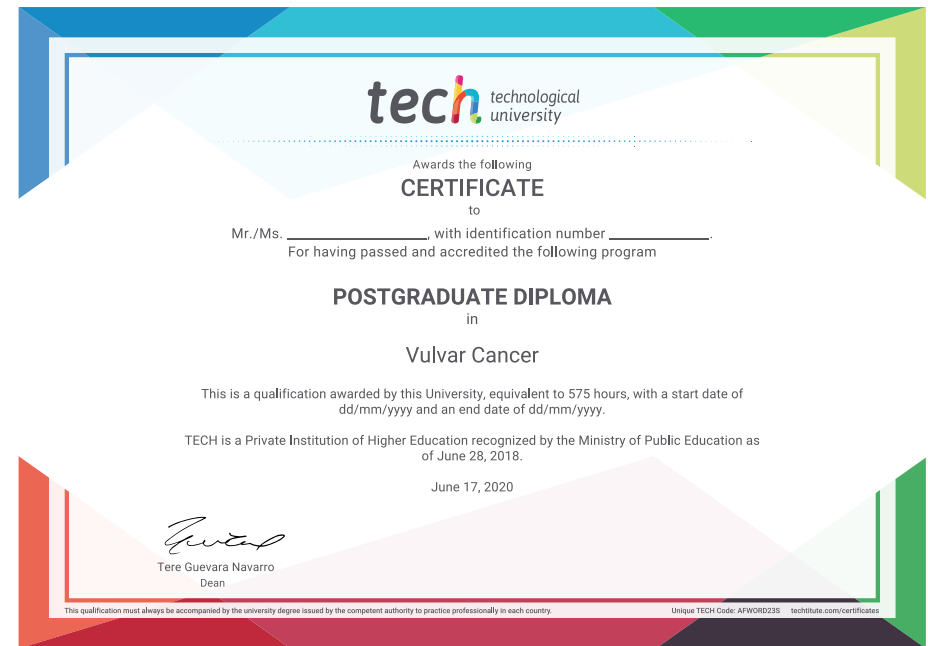 tech technological
university
Awards the following
CERTIFICATE
to
Mr./Ms. ____________________, with identification number ______________.
For having passed and accredited the following program
POSTGRADUATE DIPLOMA
in
Vulvar Cancer
This is a qualification awarded by this University, equivalent to 575 hours, with a start date of
dd/mm/yyyy and an end date of dd/mm/yyyy.
TECH is a Private Institution of Higher Education recognized by the Ministry of Public Education as
of June 28, 2018.
June 17, 2020
Tere Guevara Navarro
Dean
This qualification must always be accompanied by the university degree issued by the competent authority to practice professionally in each country.
Unique TECH Code: AFWORD23S techtitute.com/certificates